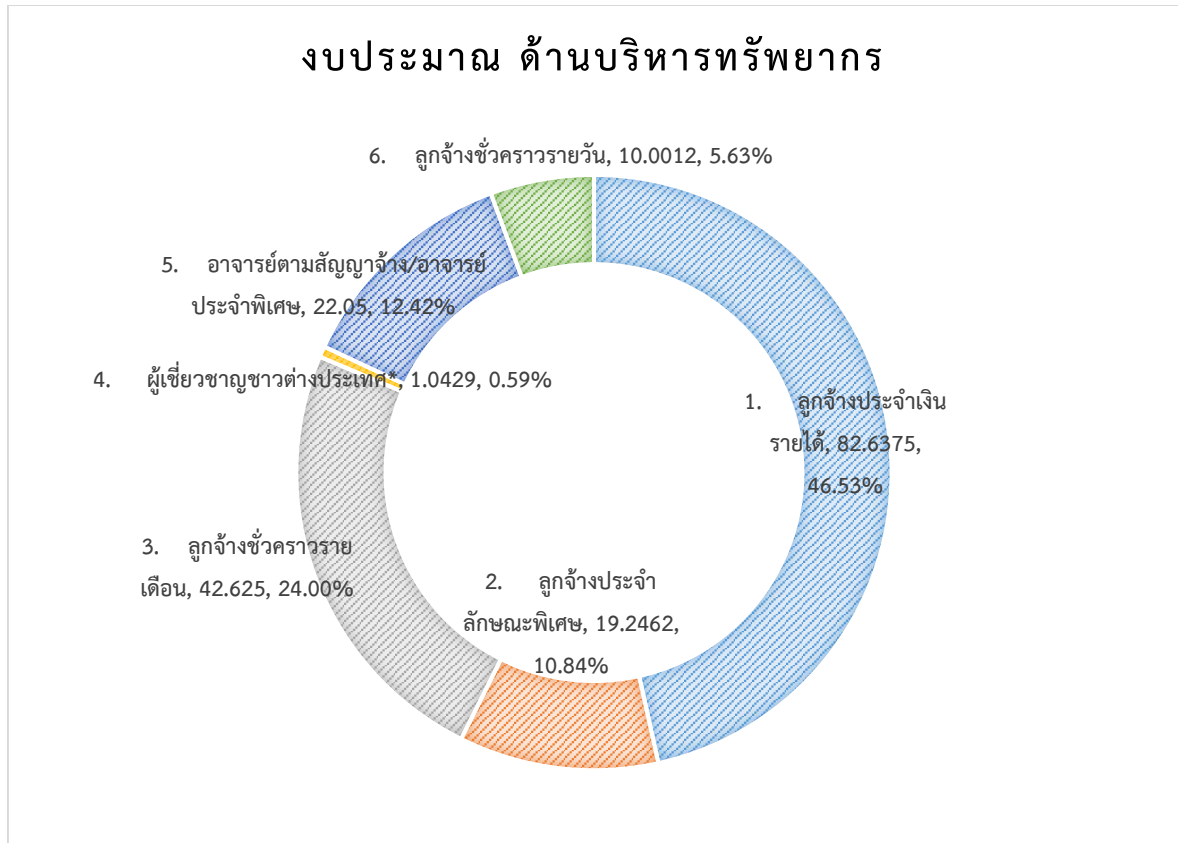 งบประมาณ ด้านบริหารทรัพยากร
6. ลูกจ้างชั่วคราวรายวัน, 10.0012, 5.63%
5. อาจารย์ตามสัญญาจ้าง/อาจารย์
ประจำพิเศษ, 22.05, 12.42%
4. ผู้เชี่ยวชาญชาวต่างประเทศ*, 1.0429, 0.59%
1. ลูกจ้างประจำเงิน
รายได้, 82.6375,
46.53%
3. ลูกจ้างชั่วคราวราย
เดือน, 42.625, 24.00%
2. ลูกจ้างประจำ
ลักษณะพิเศษ, 19.2462,
10.84%